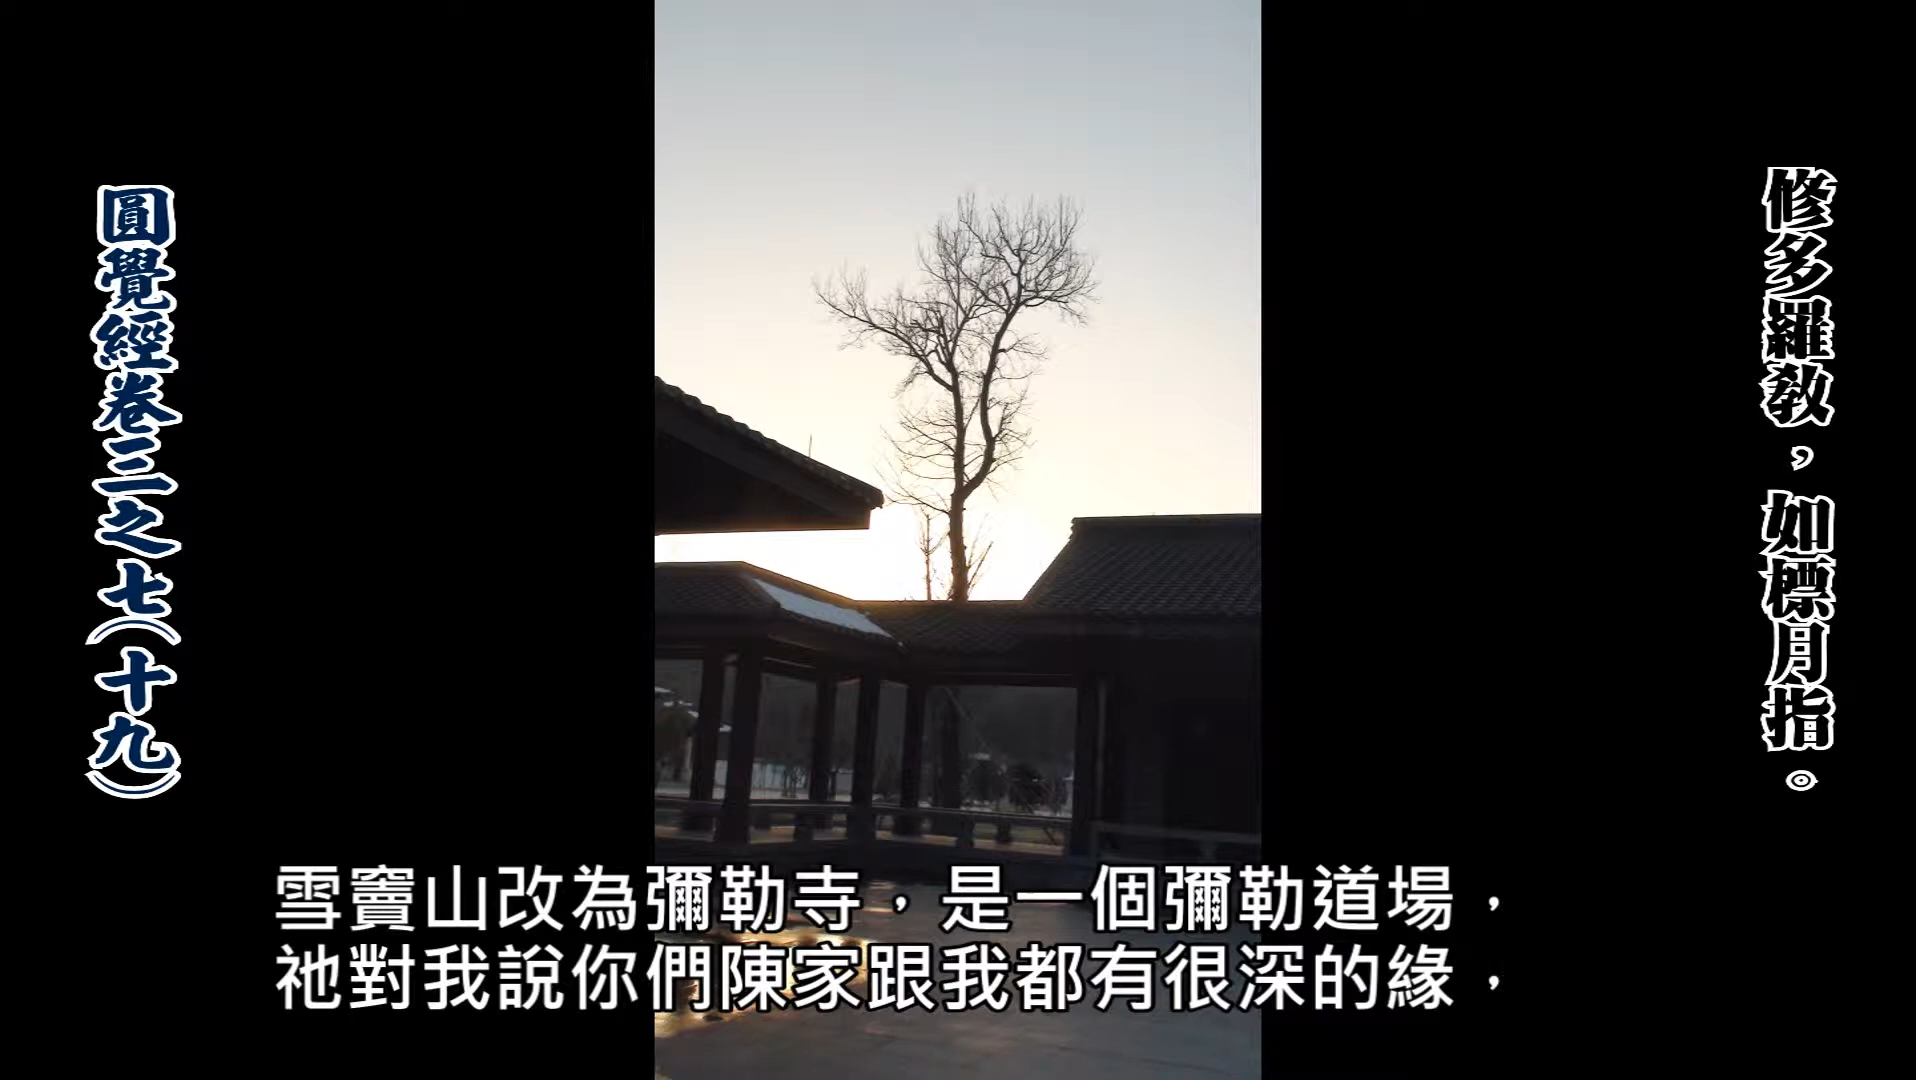 圓覺經卷三之七(十九)
修多羅教，如標月指。
雪竇山改為彌勒寺，是一個彌勒道場，
祂對我說你們陳家跟我都有很深的緣，